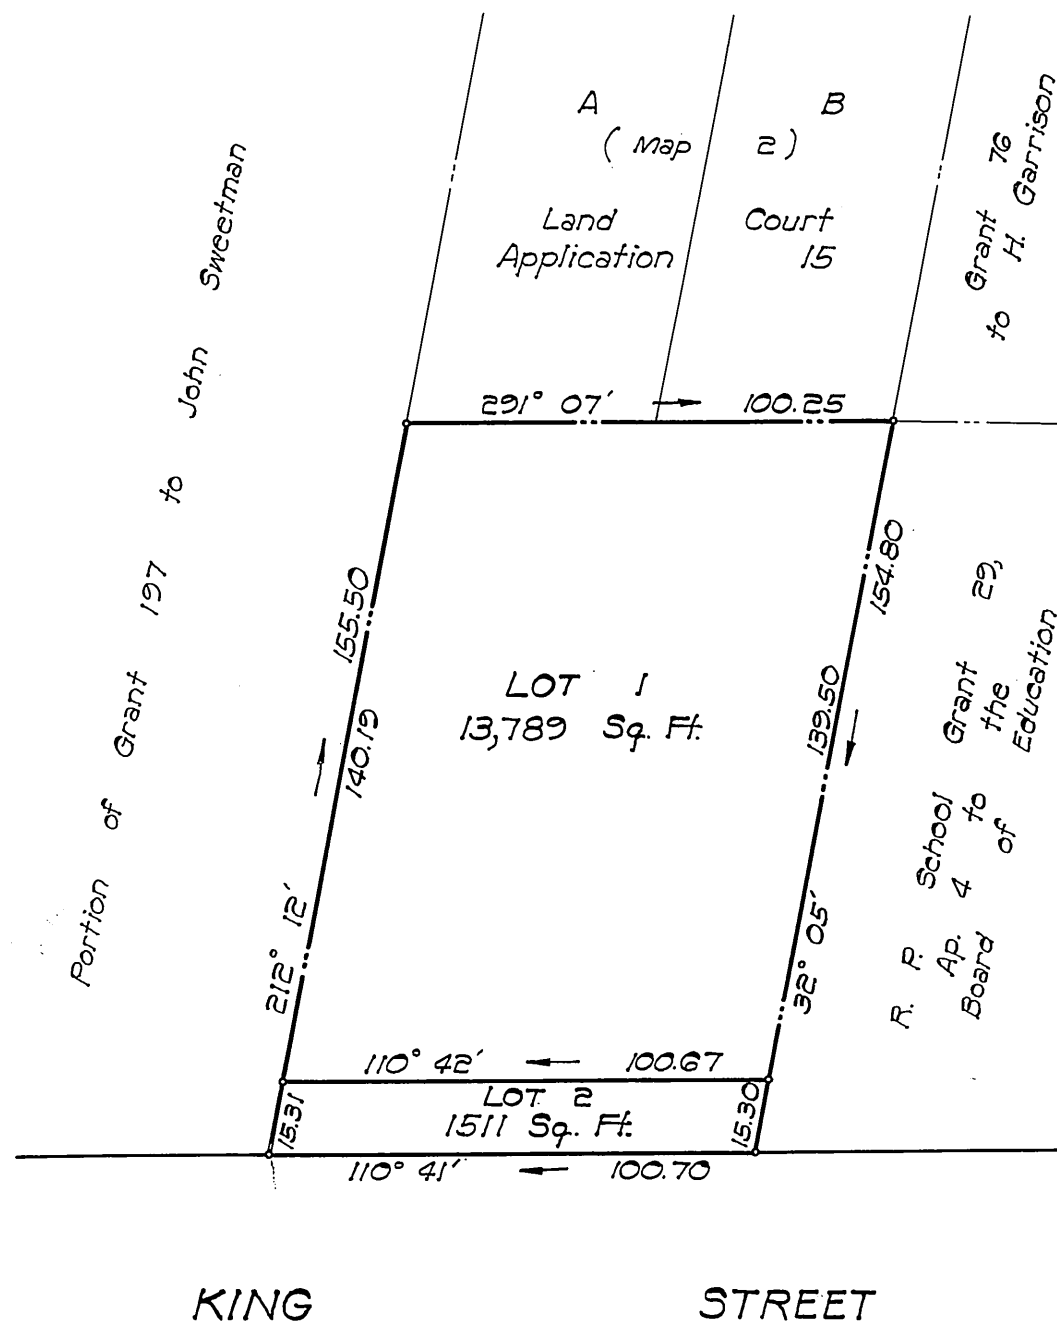 A B
( Map 2 )
Land Court
Application 15
Portion of Grant 197 to John Sweetman
Grant 76
to H. Garrison
291° 07' 100.25
155.50
140.19
212° 12'
154.80
139.50
32° 05'
LOT 1
13,789 Sq. Ft.
R. P. School Grant 29,
Ap. 4 to the
Board of Education
110° 42' 100.67
LOT 2
1511 Sq. Ft.
15.31
15.30
110° 41' 100.70
KING STREET